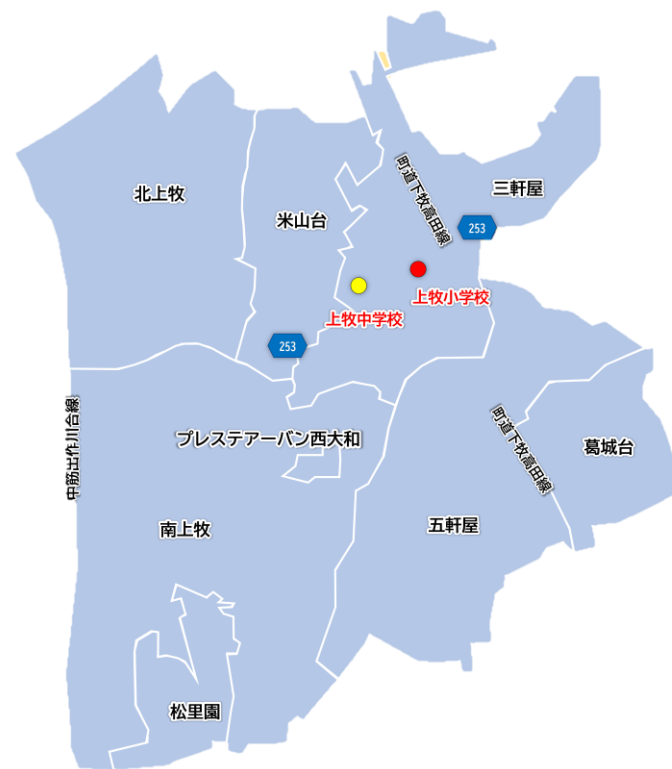 町道下牧高田線
三軒屋
北上牧
米山台
253
上牧小学校
上牧中学校
253
中筋出作川合線
プレステアーバン西大和
町道下牧高田線
葛城台
南上牧
五軒屋
松里園